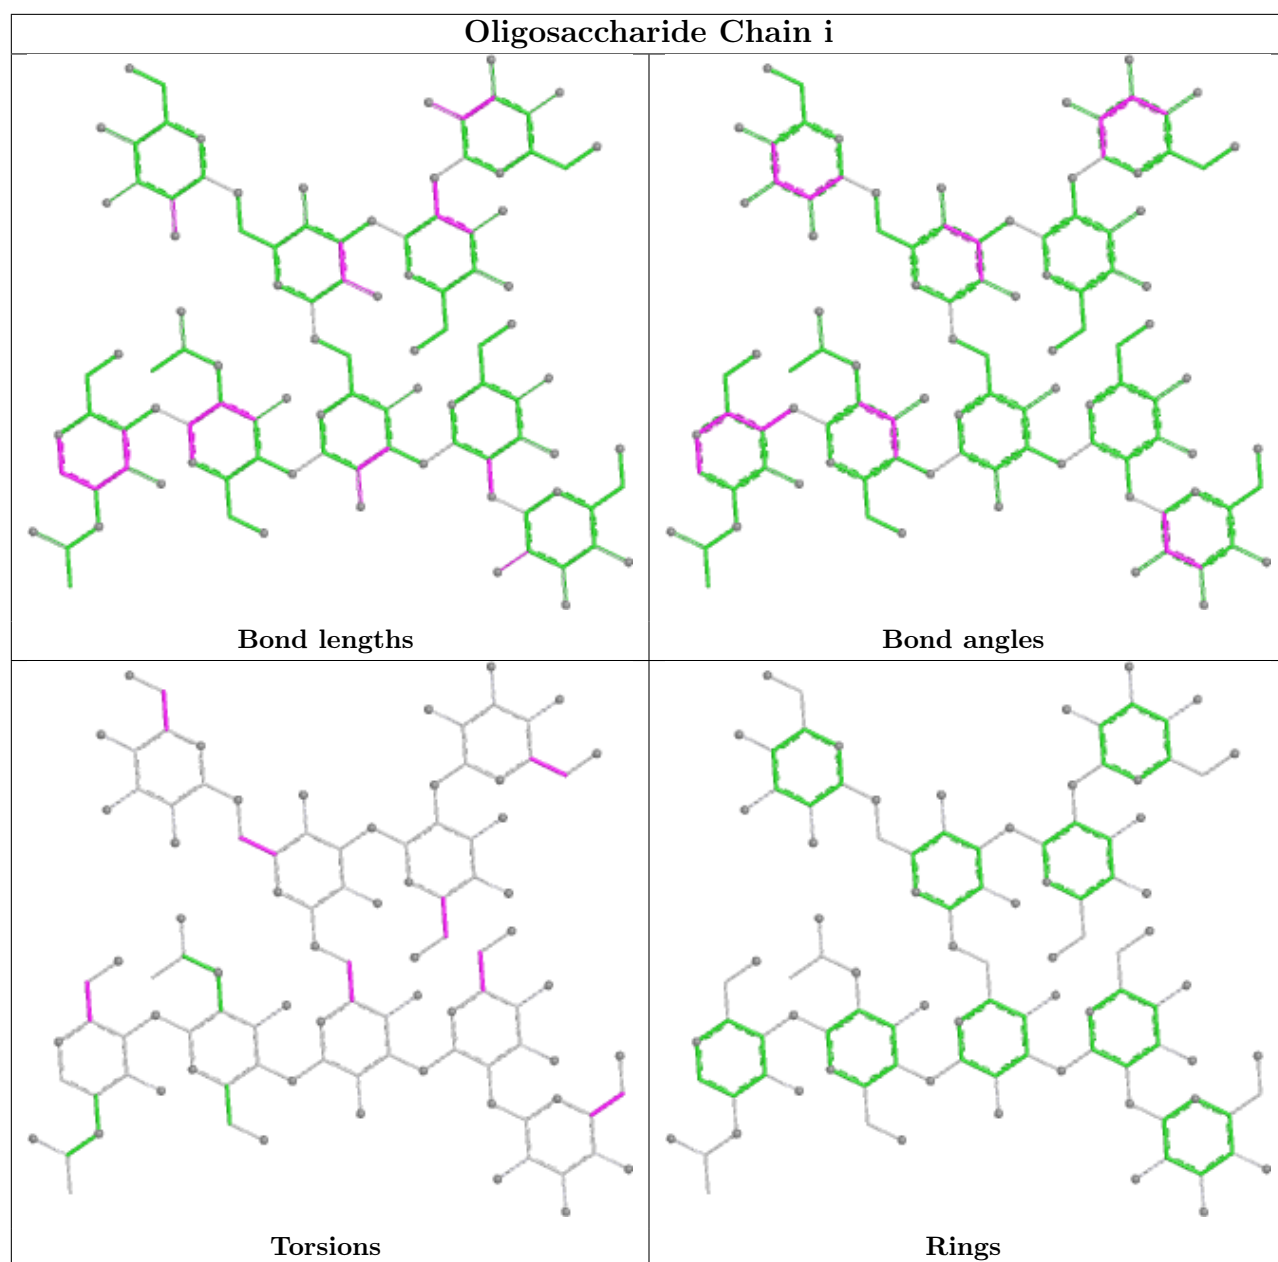 Oligosaccharide Chain i
Bond lengths
Bond angles
Torsions
Rings